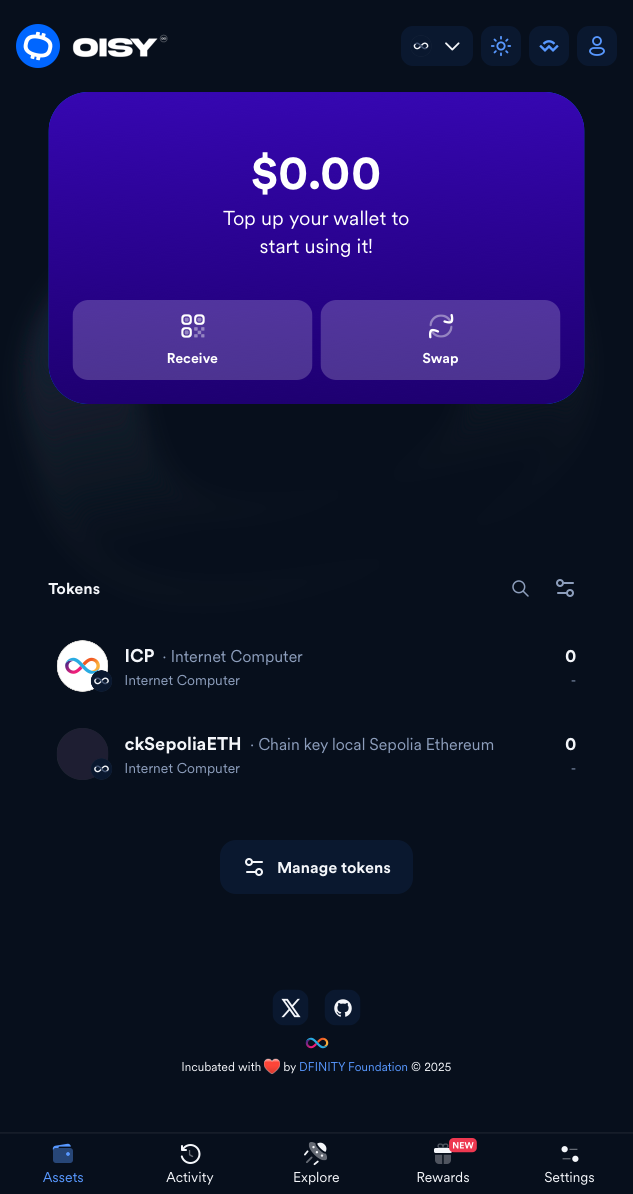 OISY
$0.00
Top up your wallet to
start using it!
Receive
Swap
Tokens
ICP · Internet Computer
0
Internet Computer
-
ckSepoliaETH · Chain key local Sepolia Ethereum
0
Internet Computer
-
Manage tokens
Incubated with ❤️ by DFINITY Foundation © 2025
NEW
Assets
Activity
Explore
Rewards
Settings